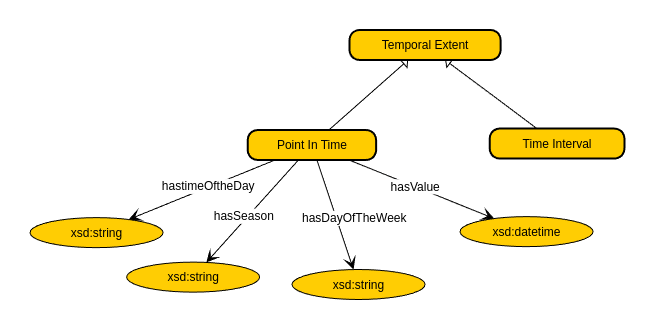 Temporal Extent
Point In Time
Time Interval
hastimeOftheDay
hasValue
hasSeason
hasDayOfTheWeek
xsd:string
xsd:datetime
xsd:string
xsd:string